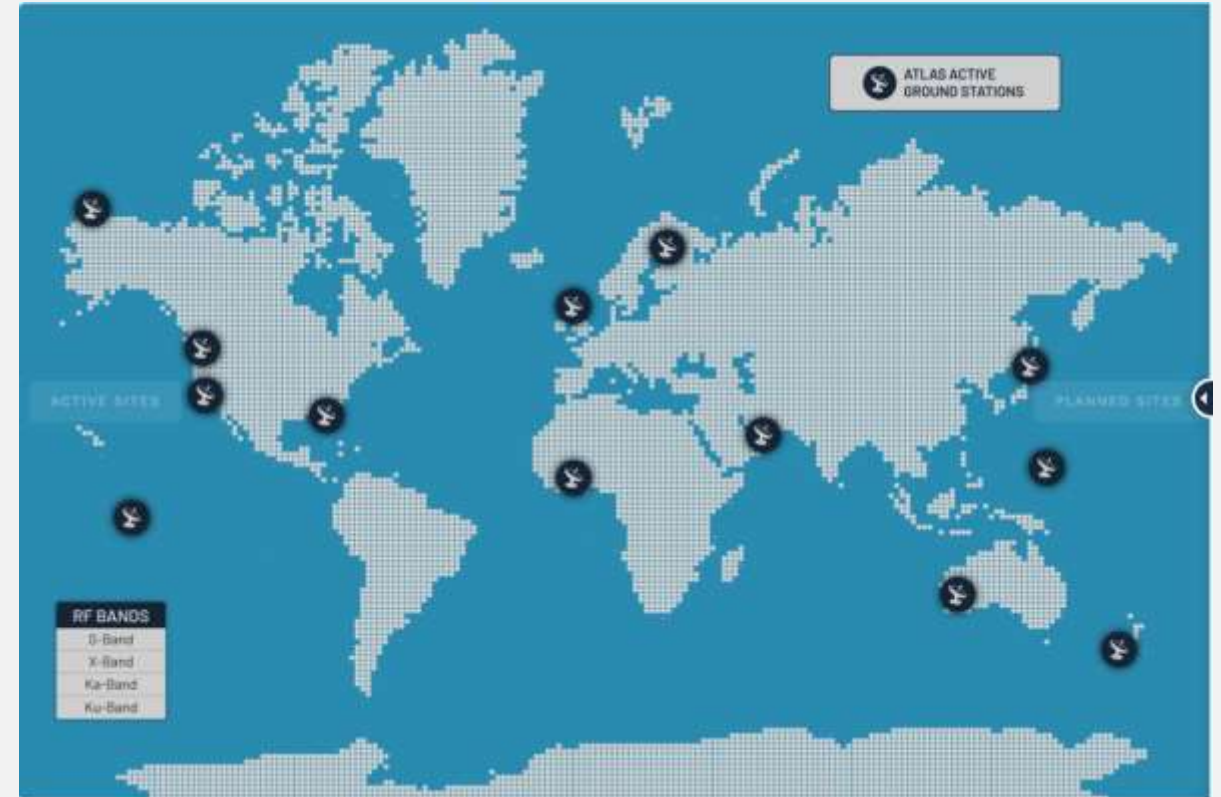 ATLAS ACTIVE
GROUND STATIONS
ACTIVE SITES
PLANNED SITES
RF BANDS
S-Band
X-Band
Ka-Band
Ku-Band